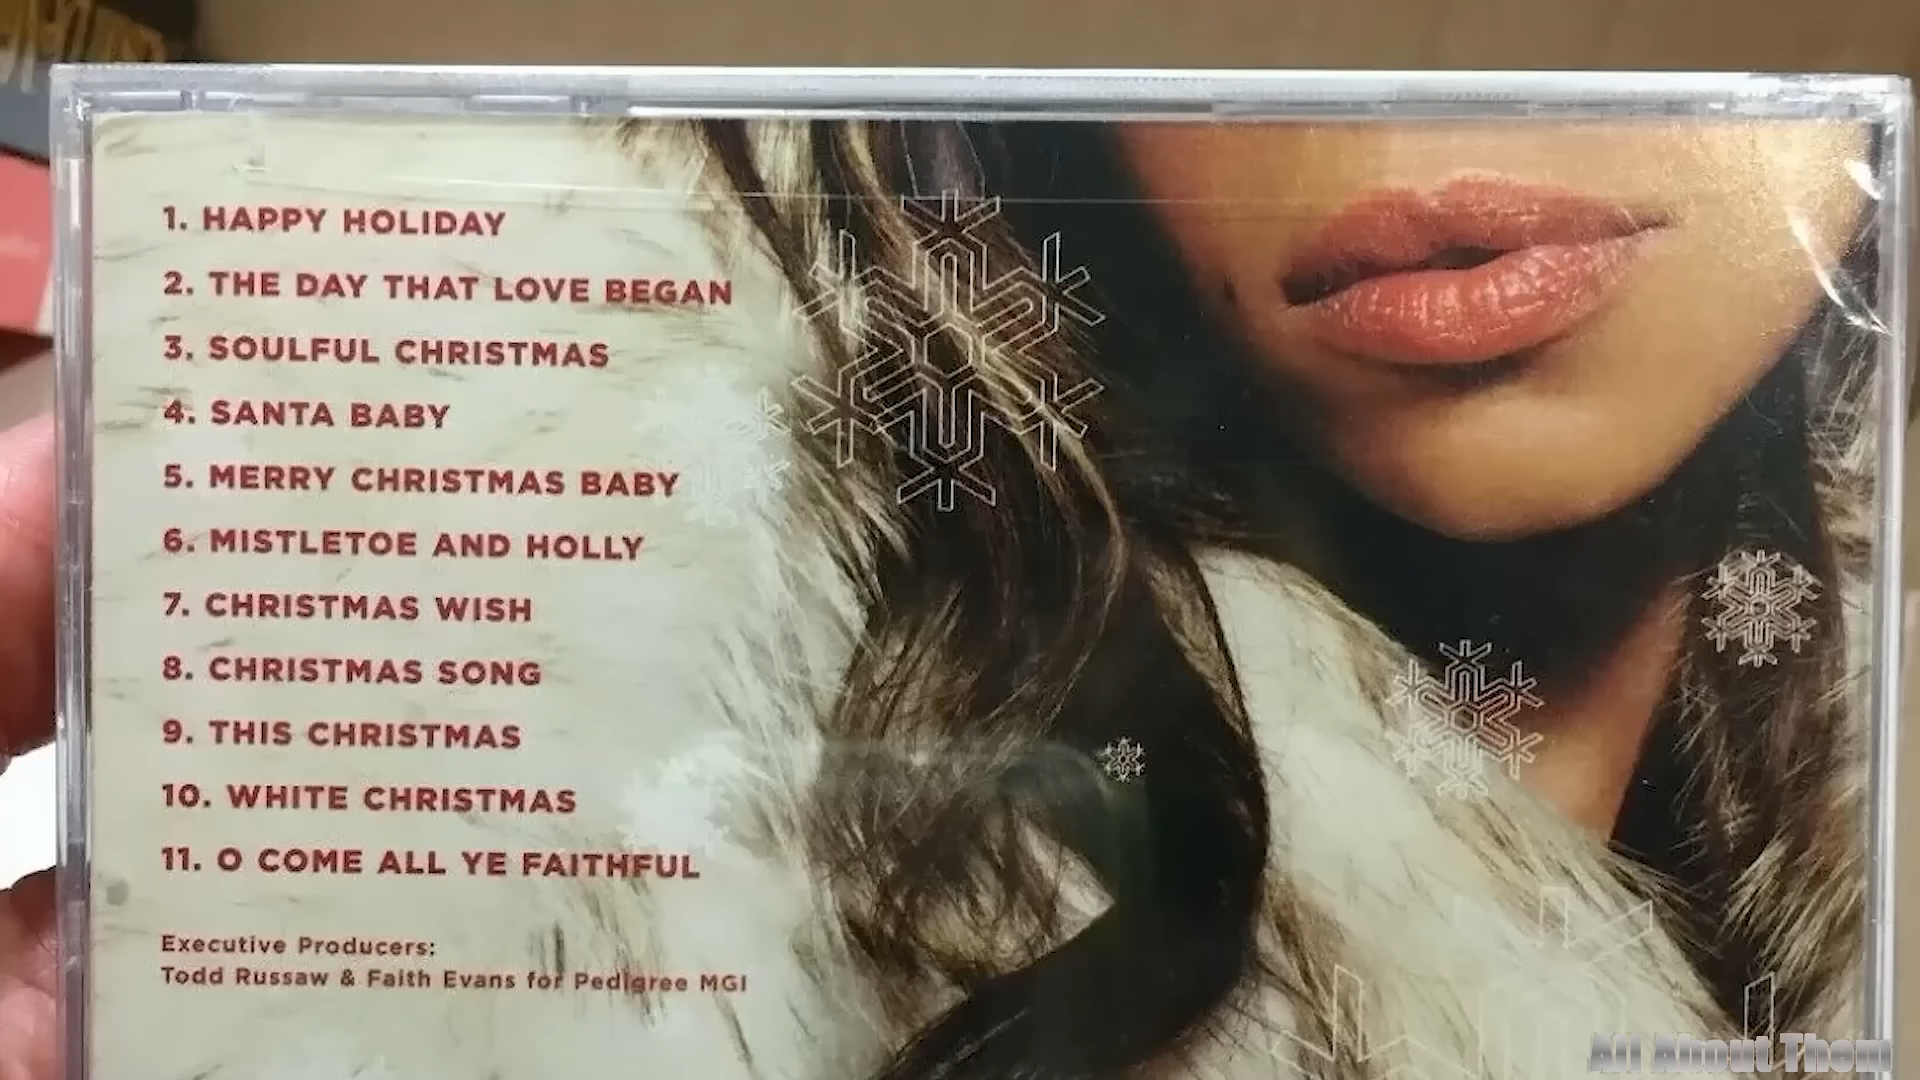 1. HAPPY HOLIDAY
2. THE DAY THAT LOVE BEGAN
3. SOULFUL CHRISTMAS
4. SANTA BABY
5. MERRY CHRISTMAS BABY
6. MISTLETOE AND HOLLY
7. CHRISTMAS WISH
8. CHRISTMAS SONG
9. THIS CHRISTMAS
10. WHITE CHRISTMAS
11. O COME ALL YE FAITHFUL
Executive Producers:
Todd Russaw & Faith Evans for Pedigree MGI
All About Them